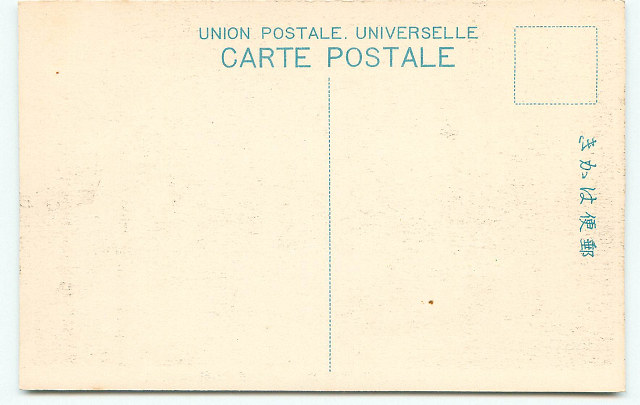 UNION POSTALE. UNIVERSELLE
CARTE POSTALE
郵便はかき